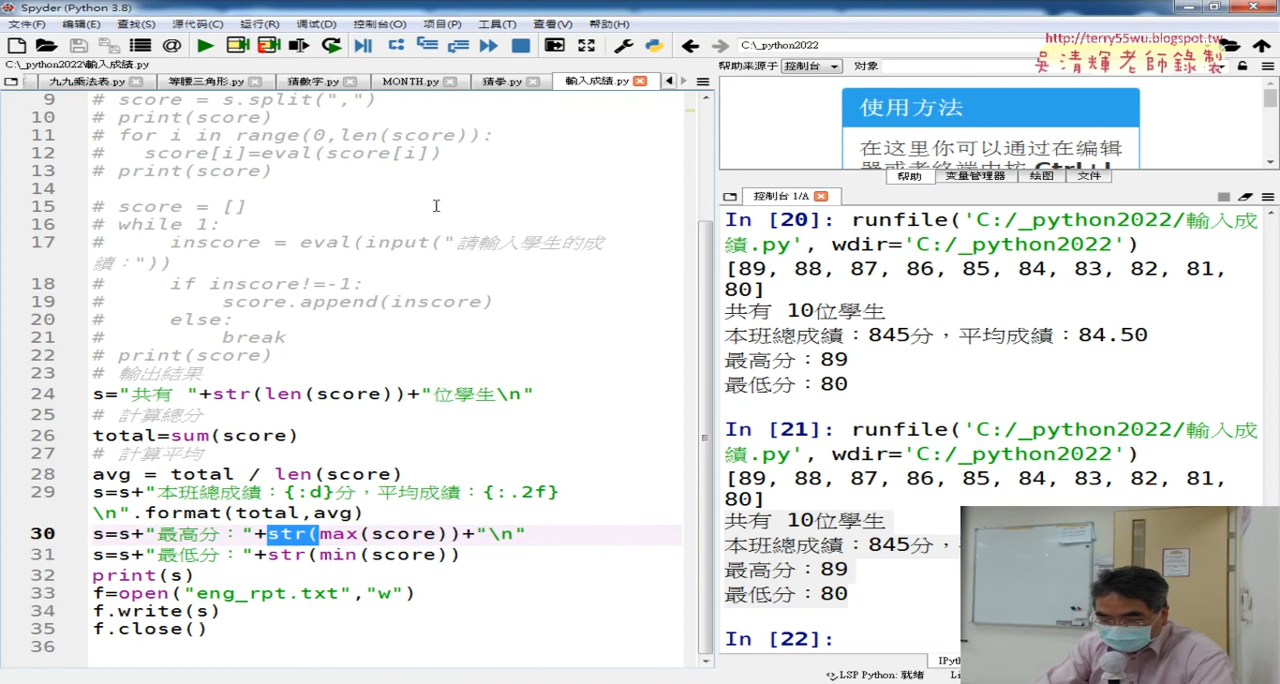 Spyder (Python 3.8)
文件(F) 编辑(E) 查找(S) 源代码(C) 运行(R) 调试(D) 控制台(O) 项目(P) 工具(T) 查看(V) 帮助(H)
C:\_python2022
http://terry55wu.blogspot.tw
吳清輝老師錄製
C:\_python2022\輸入成績.py
帮助来源于 控制台 对象
九九乘法表.py 等腰三角形.py 猜數字.py MONTH.py 猜拳.py 輸入成績.py
9 # score = s.split(",")
10 # print(score)
11 # for i in range(0,len(score)):
12 #   score[i]=eval(score[i])
13 # print(score)
14
15 # score = []
16 # while 1:
17 #     inscore = eval(input("請輸入學生的成
績："))
18 #     if inscore!=-1:
19 #         score.append(inscore)
20 #     else:
21 #         break
22 # print(score)
23 # 輸出結果
24 s="共有 "+str(len(score))+"位學生\n"
25 # 計算總分
26 total=sum(score)
27 # 計算平均
28 avg = total / len(score)
29 s=s+"本班總成績：{:d}分，平均成績：{:.2f}
\n".format(total,avg)
30 s=s+"最高分："+str(max(score))+"\n"
31 s=s+"最低分："+str(min(score))
32 print(s)
33 f=open("eng_rpt.txt","w")
34 f.write(s)
35 f.close()
36
使用方法
在这里你可以通过在编辑
帮助 变量管理器 绘图 文件
控制台 1/A
In [20]: runfile('C:/_python2022/輸入成
績.py', wdir='C:/_python2022')
[89, 88, 87, 86, 85, 84, 83, 82, 81,
80]
共有 10位學生
本班總成績：845分，平均成績：84.50
最高分：89
最低分：80
In [21]: runfile('C:/_python2022/輸入成
績.py', wdir='C:/_python2022')
[89, 88, 87, 86, 85, 84, 83, 82, 81,
80]
共有 10位學生
本班總成績：845分，
最高分：89
最低分：80
In [22]:
LSP Python: 就绪